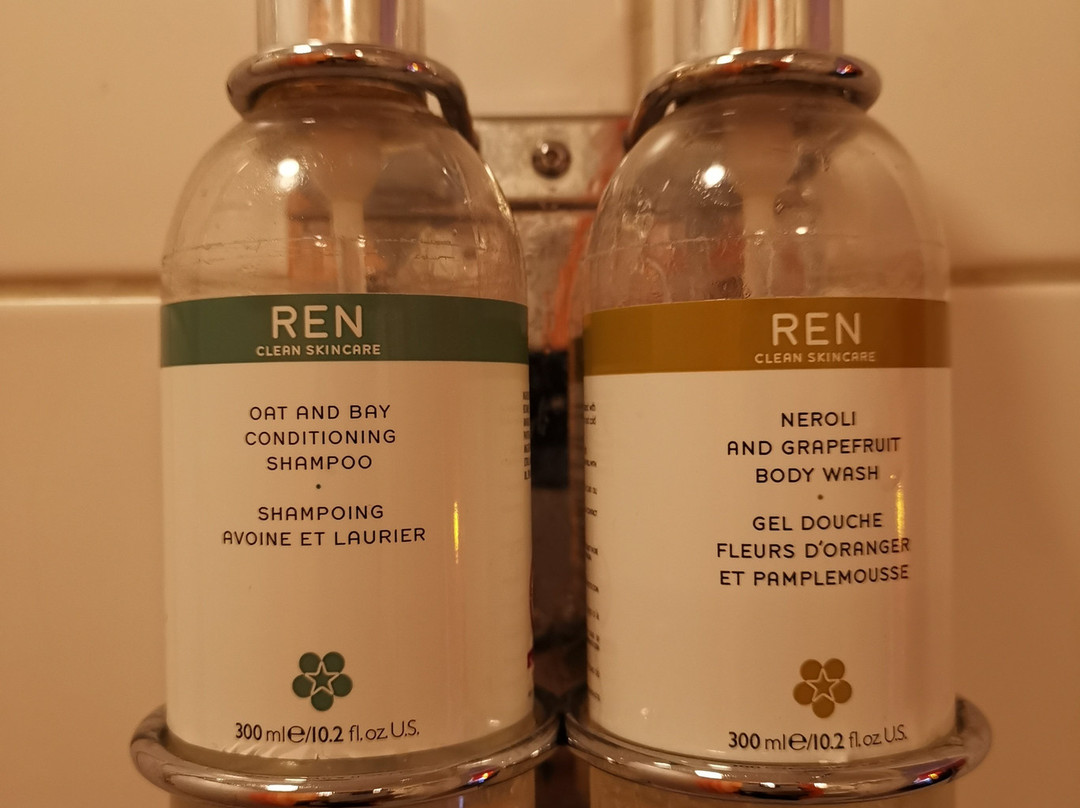 REN
CLEAN SKINCARE
OAT AND BAY
CONDITIONING
SHAMPOO
SHAMPOING
AVOINE ET LAURIER
300 ml℮/10.2 fl. oz. U.S.
REN
CLEAN SKINCARE
NEROLI
AND GRAPEFRUIT
BODY WASH
GEL DOUCHE
FLEURS D'ORANGER
ET PAMPLEMOUSSE
300 ml℮/10.2 fl. oz. U.S.